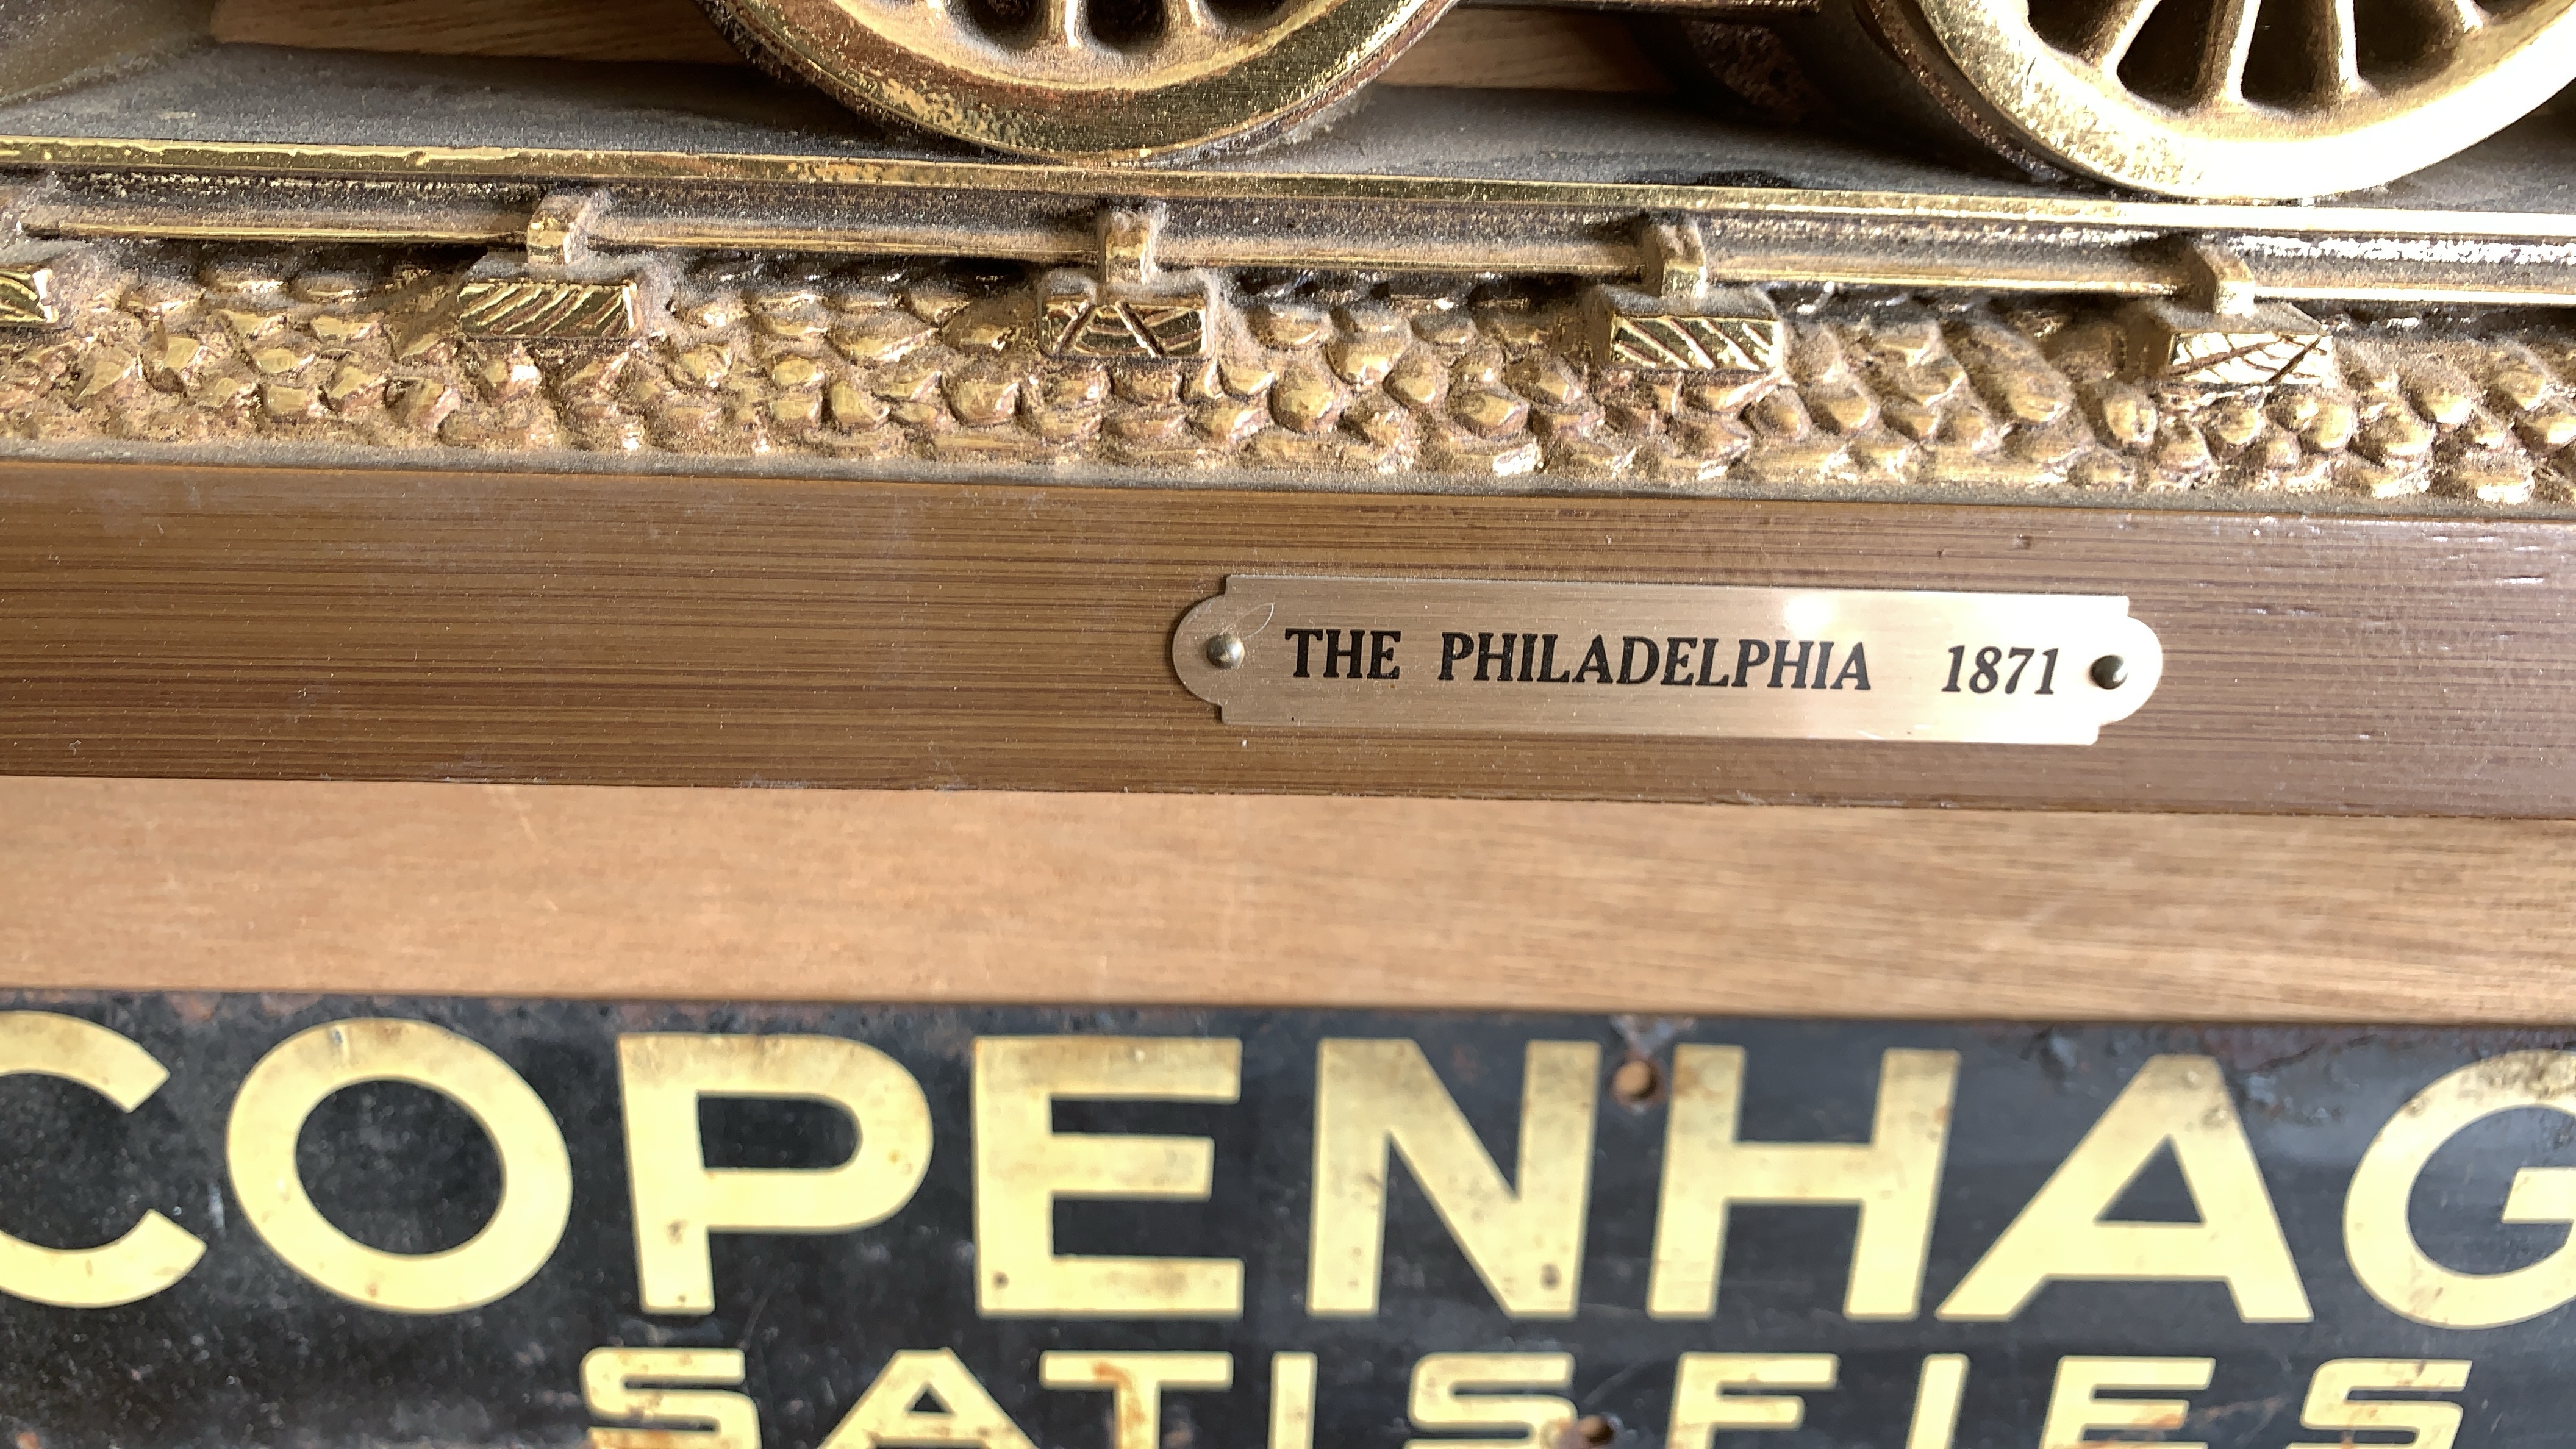 THE PHILADELPHIA 1871
COPENHAG
SATISFIES